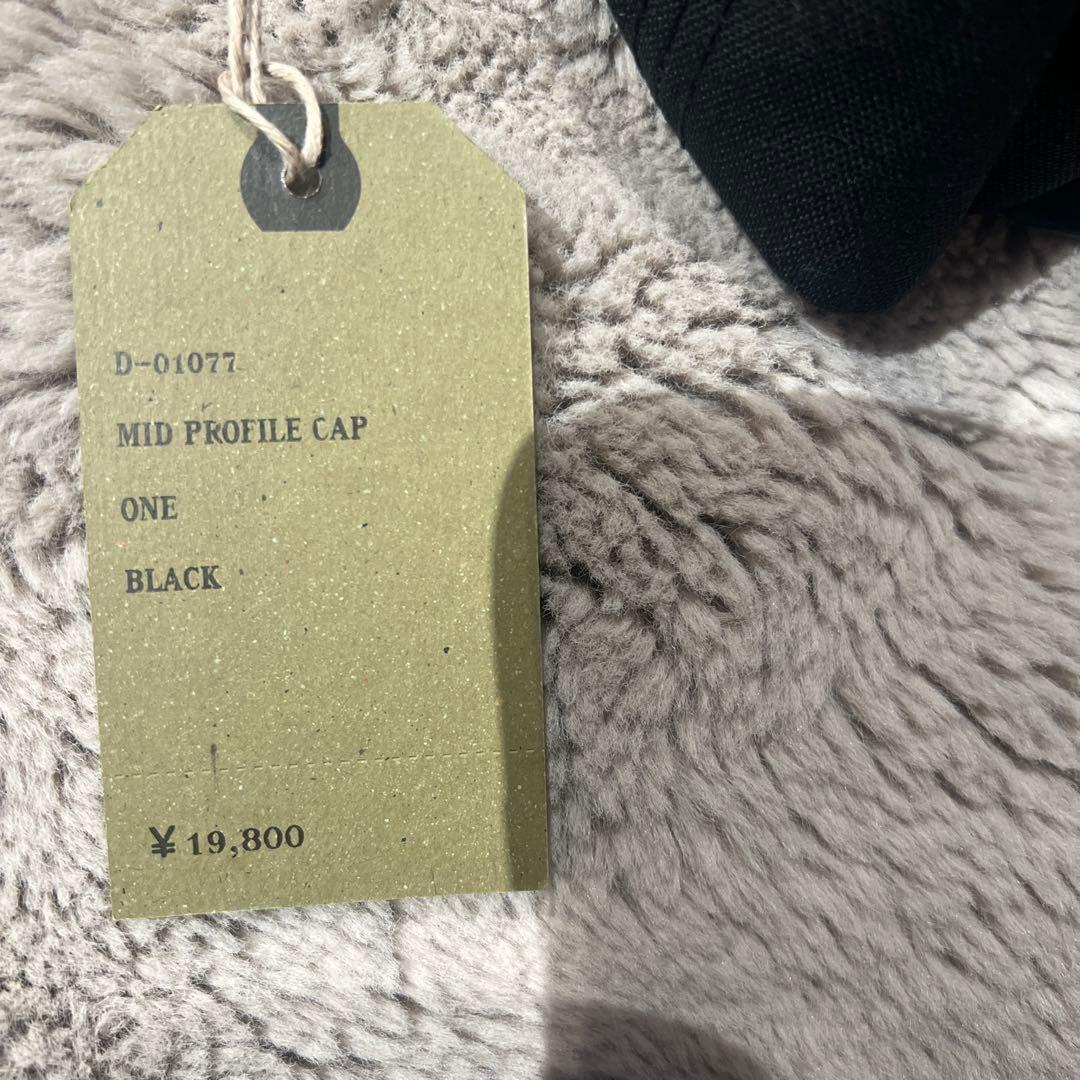 D-01077
MID PROFILE CAP
ONE
BLACK
¥19,800